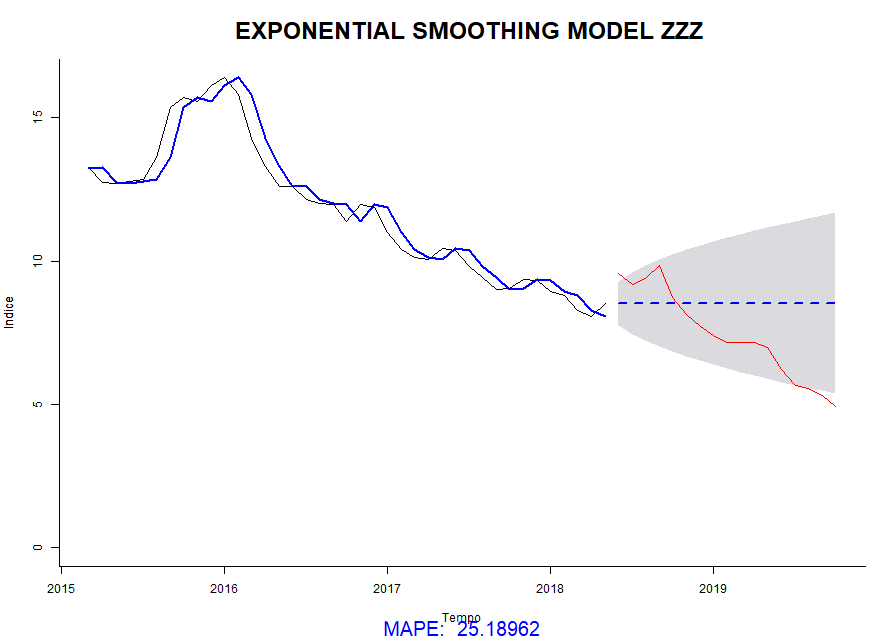 EXPONENTIAL SMOOTHING MODEL ZZZ
15
10
5
0
Indice
2015 2016 2017 2018 2019
Tempo
MAPE: 25.18962